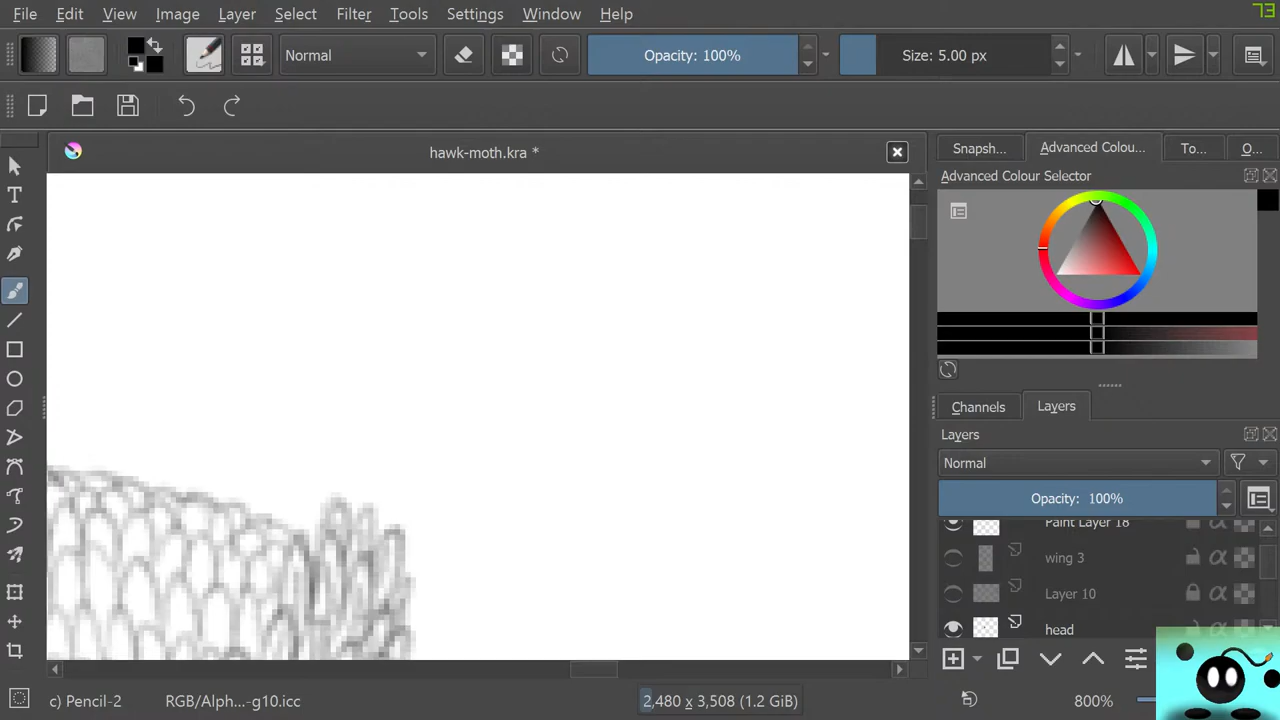 File Edit View Image Layer Select Filter Tools Settings Window Help
73
Normal
Opacity: 100%
Size: 5.00 px
hawk-moth.kra *
Snapsh... Advanced Colou... To... O...
Advanced Colour Selector
Channels Layers
Layers
Normal
Opacity: 100%
Paint Layer 18
wing 3
Layer 10
head
c) Pencil-2 RGB/Alph...-g10.icc 2,480 x 3,508 (1.2 GiB) 800%